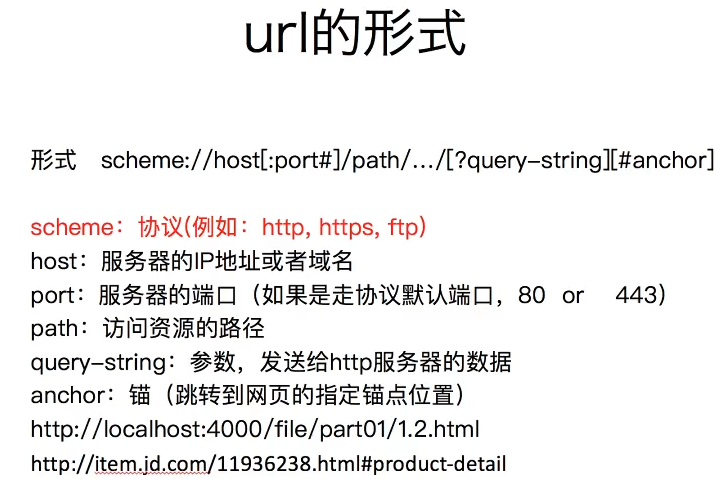 url的形式
形式 scheme://host[:port#]/path/.../[?query-string][#anchor]
scheme：协议(例如：http, https, ftp)
host：服务器的IP地址或者域名
port：服务器的端口（如果是走协议默认端口，80 or 443）
path：访问资源的路径
query-string：参数，发送给http服务器的数据
anchor：锚（跳转到网页的指定锚点位置）
http://localhost:4000/file/part01/1.2.html
http://item.jd.com/11936238.html#product-detail